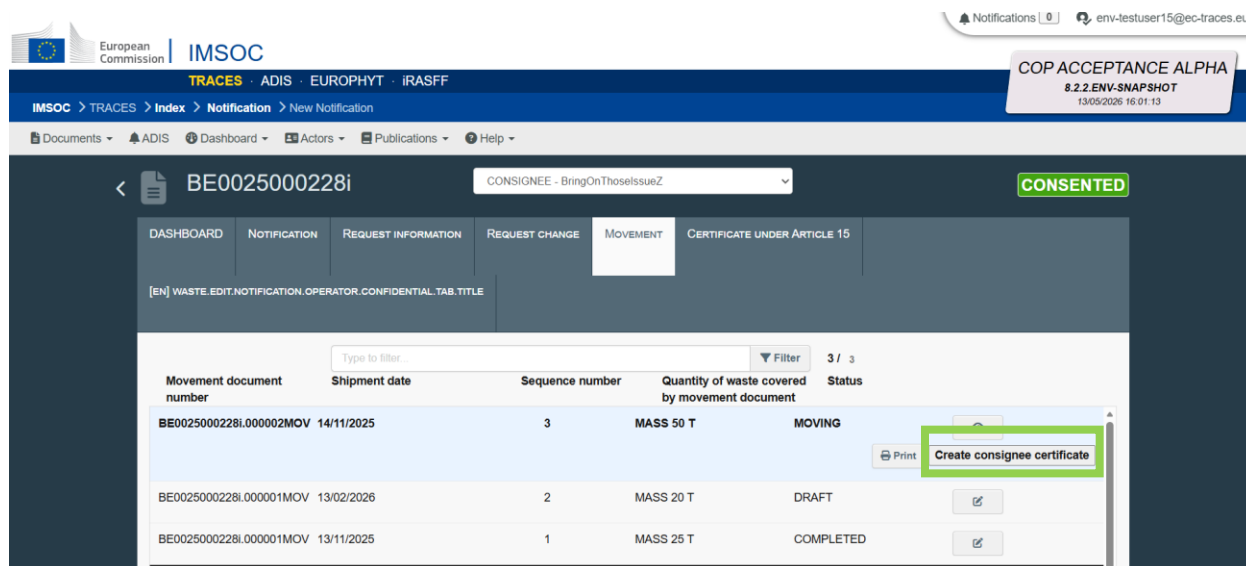 Notifications 0 env-testuser15@ec-traces.eu
European
Commission
IMSOC
TRACES · ADIS · EUROPHYT · iRASFF
COP ACCEPTANCE ALPHA
8.2.2.ENV-SNAPSHOT
13/05/2026 16:01:13
IMSOC > TRACES > Index > Notification > New Notification
Documents ADIS Dashboard Actors Publications Help
BE0025000228i CONSIGNEE - BringOnThoseIssueZ CONSENTED
DASHBOARD NOTIFICATION REQUEST INFORMATION REQUEST CHANGE MOVEMENT CERTIFICATE UNDER ARTICLE 15
[EN] WASTE.EDIT.NOTIFICATION.OPERATOR.CONFIDENTIAL.TAB.TITLE
Type to filter... Filter 3 / 3
Movement document number Shipment date Sequence number Quantity of waste covered by movement document Status
BE0025000228i.000002MOV 14/11/2025 3 MASS 50 T MOVING
Print Create consignee certificate
BE0025000228i.000001MOV 13/02/2026 2 MASS 20 T DRAFT
BE0025000228i.000001MOV 13/11/2025 1 MASS 25 T COMPLETED